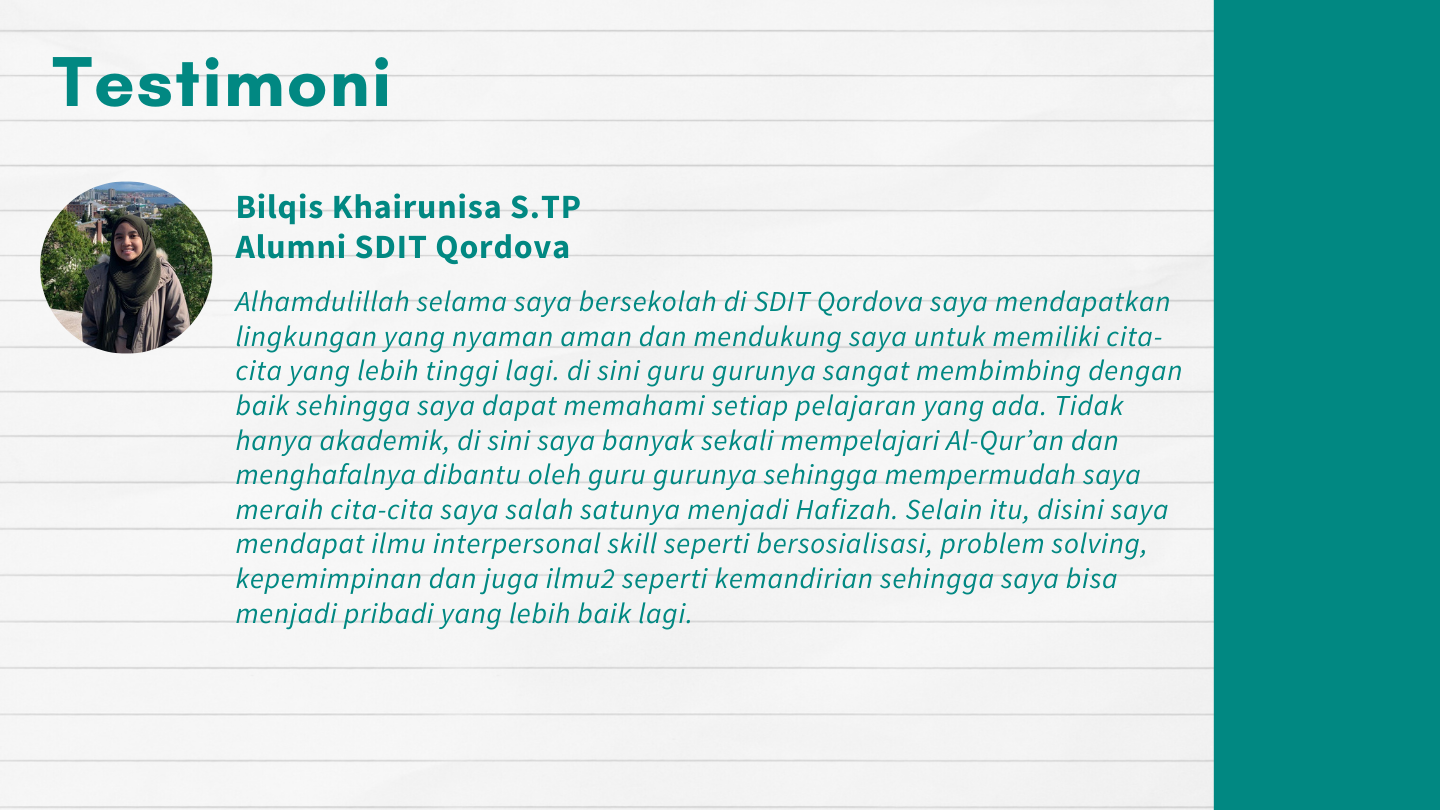 Testimoni
Bilqis Khairunisa S.TP
Alumni SDIT Qordova
Alhamdulillah selama saya bersekolah di SDIT Qordova saya mendapatkan
lingkungan yang nyaman aman dan mendukung saya untuk memiliki cita-
cita yang lebih tinggi lagi. di sini guru gurunya sangat membimbing dengan
baik sehingga saya dapat memahami setiap pelajaran yang ada. Tidak
hanya akademik, di sini saya banyak sekali mempelajari Al-Qur’an dan
menghafalnya dibantu oleh guru gurunya sehingga mempermudah saya
meraih cita-cita saya salah satunya menjadi Hafizah. Selain itu, disini saya
mendapat ilmu interpersonal skill seperti bersosialisasi, problem solving,
kepemimpinan dan juga ilmu2 seperti kemandirian sehingga saya bisa
menjadi pribadi yang lebih baik lagi.